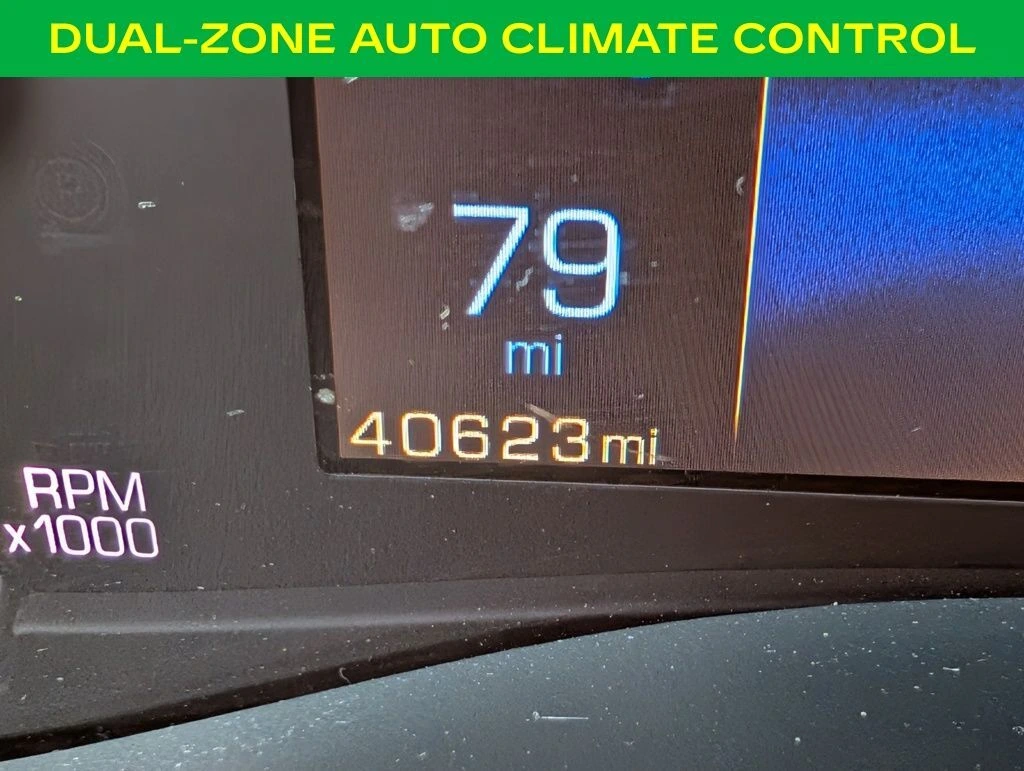 DUAL-ZONE AUTO CLIMATE CONTROL
79
mi
40623mi
RPM
x1000